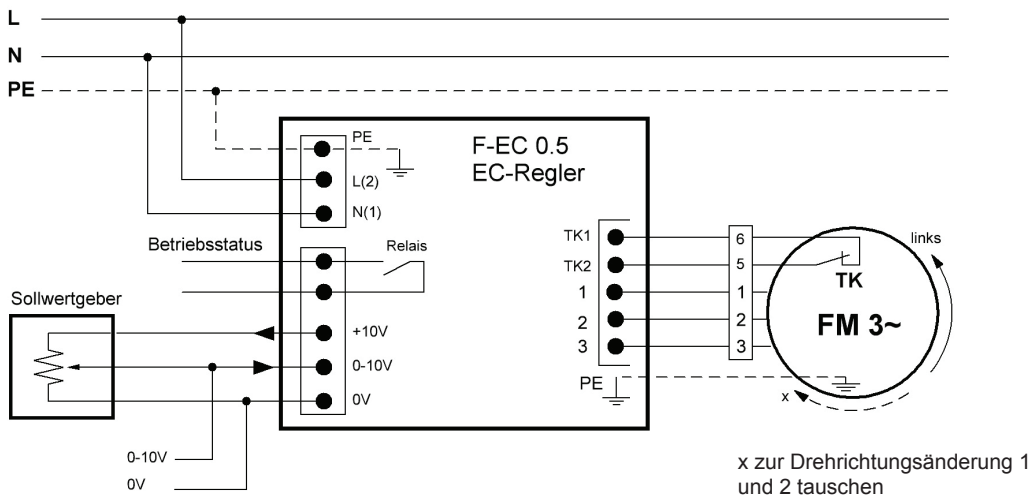 L
N
PE
PE
L(2)
N(1)
F-EC 0.5
EC-Regler
Betriebsstatus
Relais
Sollwertgeber
+10V
0-10V
0V
0-10V
0V
TK1
TK2
1
2
3
PE
6
5
1
2
3
links
TK
FM 3~
x
x zur Drehrichtungsänderung 1
und 2 tauschen